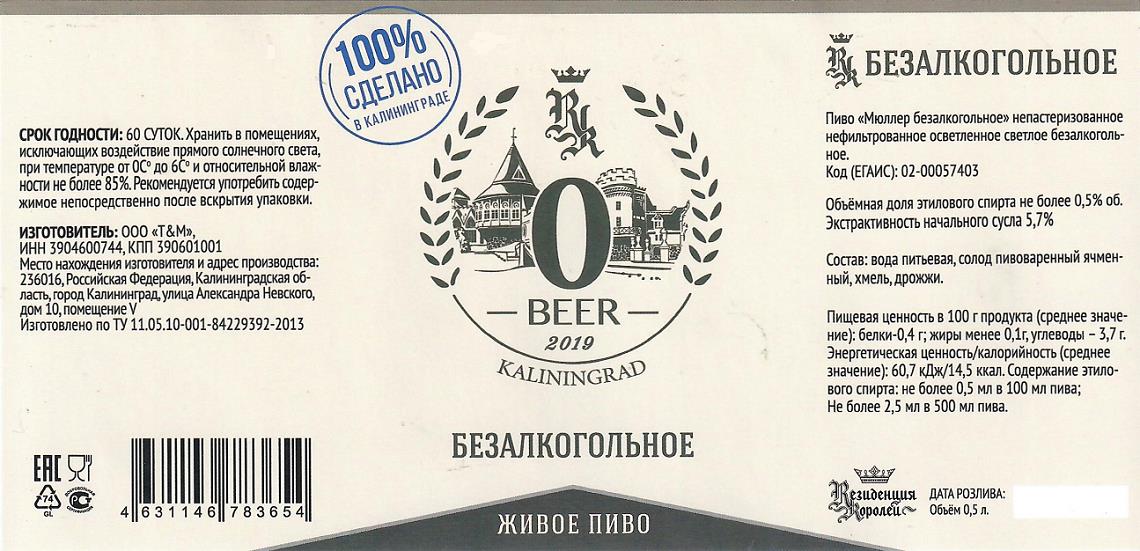 СРОК ГОДНОСТИ: 60 СУТОК. Хранить в помещениях,
исключающих воздействие прямого солнечного света,
при температуре от 0С° до 6С° и относительной влаж-
ности не более 85%. Рекомендуется употребить содер-
жимое непосредственно после вскрытия упаковки.
ИЗГОТОВИТЕЛЬ: ООО «Т&М»,
ИНН 3904600744, КПП 390601001
Место нахождения изготовителя и адрес производства:
236016, Российская Федерация, Калининградская об-
ласть, город Калининград, улица Александра Невского,
дом 10, помещение V
Изготовлено по ТУ 11.05.10-001-84229392-2013
ЕАС
74
GL
ДОБРОВОЛЬНАЯ
СЕРТИФИКАЦИЯ
4 631146 783654
100%
СДЕЛАНО
В КАЛИНИНГРАДЕ
RR
0
BEER
2019
KALININGRAD
БЕЗАЛКОГОЛЬНОЕ
ЖИВОЕ ПИВО
RR БЕЗАЛКОГОЛЬНОЕ
Пиво «Мюллер безалкогольное» непастеризованное
нефильтрованное осветленное светлое безалкоголь-
ное.
Код (ЕГАИС): 02-00057403
Объёмная доля этилового спирта не более 0,5% об.
Экстрактивность начального сусла 5,7%
Состав: вода питьевая, солод пивоваренный ячмен-
ный, хмель, дрожжи.
Пищевая ценность в 100 г продукта (среднее значе-
ние): белки-0,4 г; жиры менее 0,1г, углеводы – 3,7 г.
Энергетическая ценность/калорийность (среднее
значение): 60,7 кДж/14,5 ккал. Содержание этило-
вого спирта: не более 0,5 мл в 100 мл пива;
Не более 2,5 мл в 500 мл пива.
Резиденция
Королей
ДАТА РОЗЛИВА:
Объём 0,5 л.